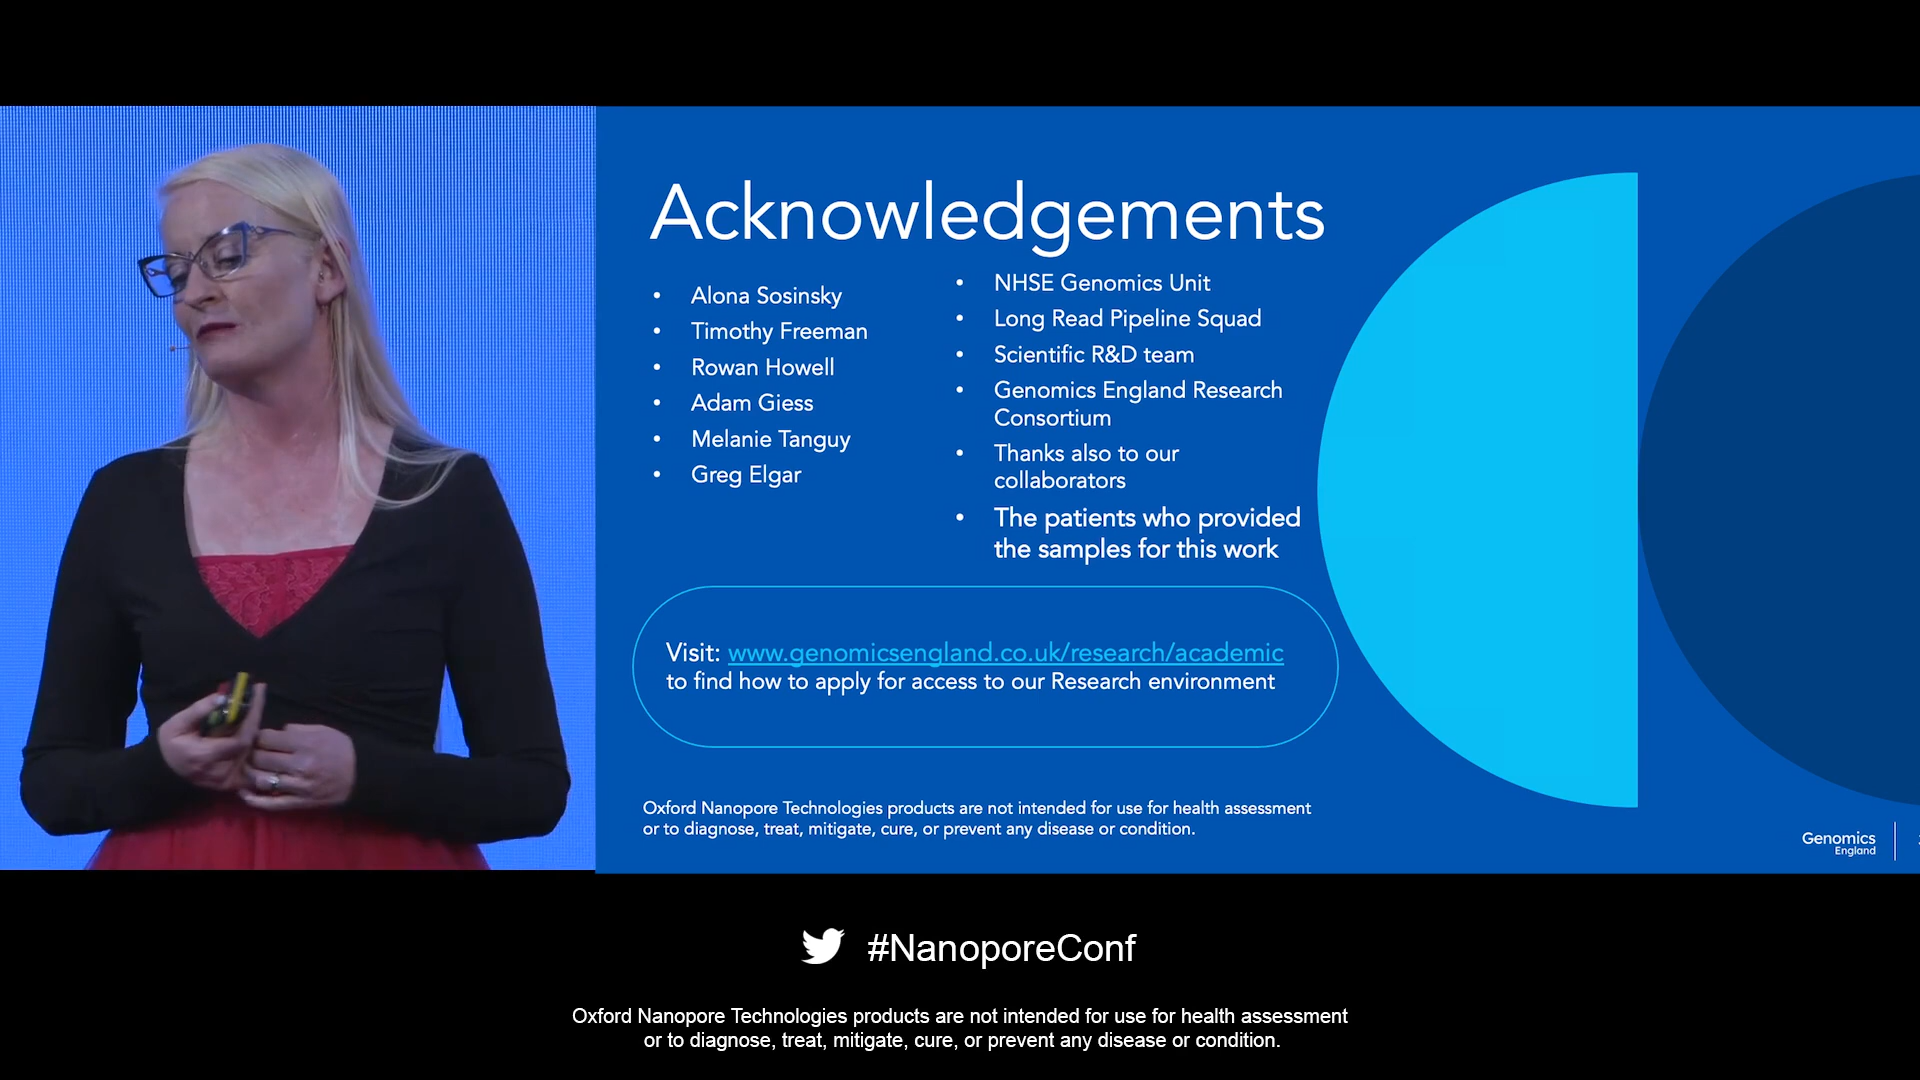 Acknowledgements
Alona Sosinsky
Timothy Freeman
Rowan Howell
Adam Giess
Melanie Tanguy
Greg Elgar
NHSE Genomics Unit
Long Read Pipeline Squad
Scientific R&D team
Genomics England Research
Consortium
Thanks also to our
collaborators
The patients who provided
the samples for this work
Visit: www.genomicsengland.co.uk/research/academic
to find how to apply for access to our Research environment
Oxford Nanopore Technologies products are not intended for use for health assessment
or to diagnose, treat, mitigate, cure, or prevent any disease or condition.
Genomics
England
#NanoporeConf
Oxford Nanopore Technologies products are not intended for use for health assessment
or to diagnose, treat, mitigate, cure, or prevent any disease or condition.